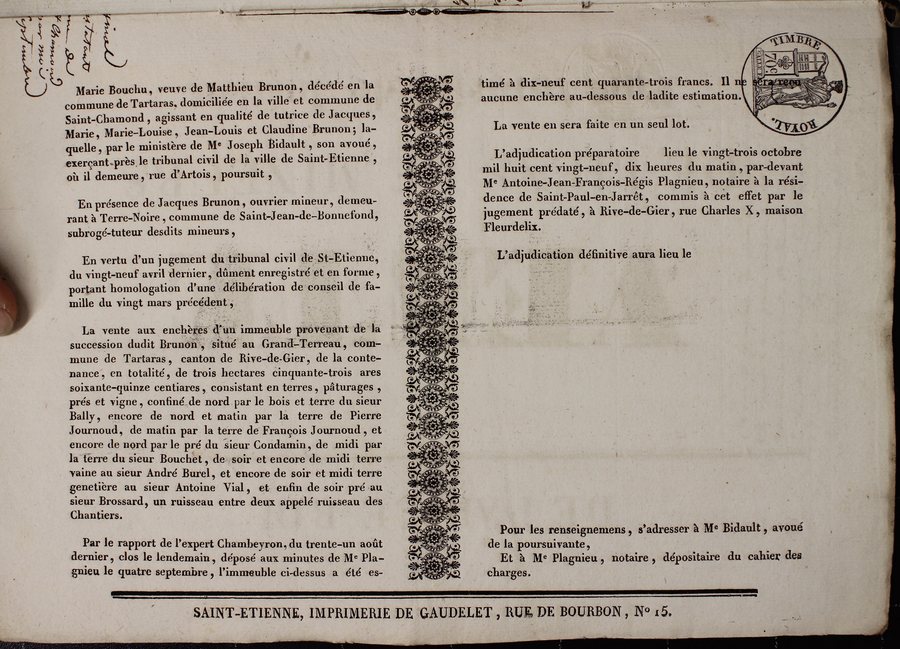 Marie Bouchu, veuve de Matthieu Brunon, décédé en la
commune de Tartaras, domiciliée en la ville et commune de
Saint-Chamond, agissant en qualité de tutrice de Jacques,
Marie, Marie-Louise, Jean-Louis et Claudine Brunon; la-
quelle, par le ministère de Me Joseph Bidault, son avoué,
exerçant près le tribunal civil de la ville de Saint-Etienne,
où il demeure, rue d'Artois, poursuit,
En présence de Jacques Brunon, ouvrier mineur, demeu-
rant à Terre-Noire, commune de Saint-Jean-de-Bonnefond,
subrogé-tuteur desdits mineurs,
En vertu d'un jugement du tribunal civil de St-Etienne,
du vingt-neuf avril dernier, dûment enregistré et en forme,
portant homologation d'une délibération de conseil de fa-
mille du vingt mars précédent,
La vente aux enchères d'un immeuble provenant de la
succession dudit Brunon, situé au Grand-Terreau, com-
mune de Tartaras, canton de Rive-de-Gier, de la conte-
nance, en totalité, de trois hectares cinquante-trois ares
soixante-quinze centiares, consistant en terres, pâturages,
prés et vigne, confiné de nord par le bois et terre du sieur
Bally, encore de nord et matin par la terre de Pierre
Journoud, de matin par la terre de François Journoud, et
encore de nord par le pré du sieur Condamin, de midi par
la terre du sieur Bouchet, de soir et encore de midi terre
vaine au sieur André Burel, et encore de soir et midi terre
genetière au sieur Antoine Vial, et enfin de soir pré au
sieur Brossard, un ruisseau entre deux appelé ruisseau des
Chantiers.
Par le rapport de l'expert Chambeyron, du trente-un août
dernier, clos le lendemain, déposé aux minutes de Me Pla-
gnieu le quatre septembre, l'immeuble ci-dessus a été es-
timé à dix-neuf cent quarante-trois francs. Il ne sera reçu
aucune enchère au-dessous de ladite estimation.
La vente en sera faite en un seul lot.
L'adjudication préparatoire lieu le vingt-trois octobre
mil huit cent vingt-neuf, dix heures du matin, par-devant
Me Antoine-Jean-François-Régis Plagnieu, notaire à la rési-
dence de Saint-Paul-en-Jarrêt, commis à cet effet par le
jugement prédaté, à Rive-de-Gier, rue Charles X, maison
Fleurdelix.
L'adjudication définitive aura lieu le
Pour les renseignemens, s'adresser à Me Bidault, avoué
de la poursuivante,
Et à Me Plagnieu, notaire, dépositaire du cahier des
charges.
TIMBRE
ROYAL.
SAINT-ETIENNE, IMPRIMERIE DE GAUDELET, RUE DE BOURBON, No 15.